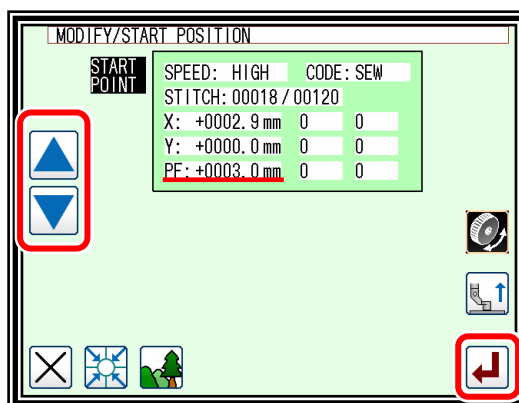 MODIFY/START POSITION
START
POINT
SPEED: HIGH CODE: SEW
STITCH: 00018 / 00120
X: +0002.9 mm 0 0
Y: +0000.0 mm 0 0
PF: +0003.0 mm 0 0